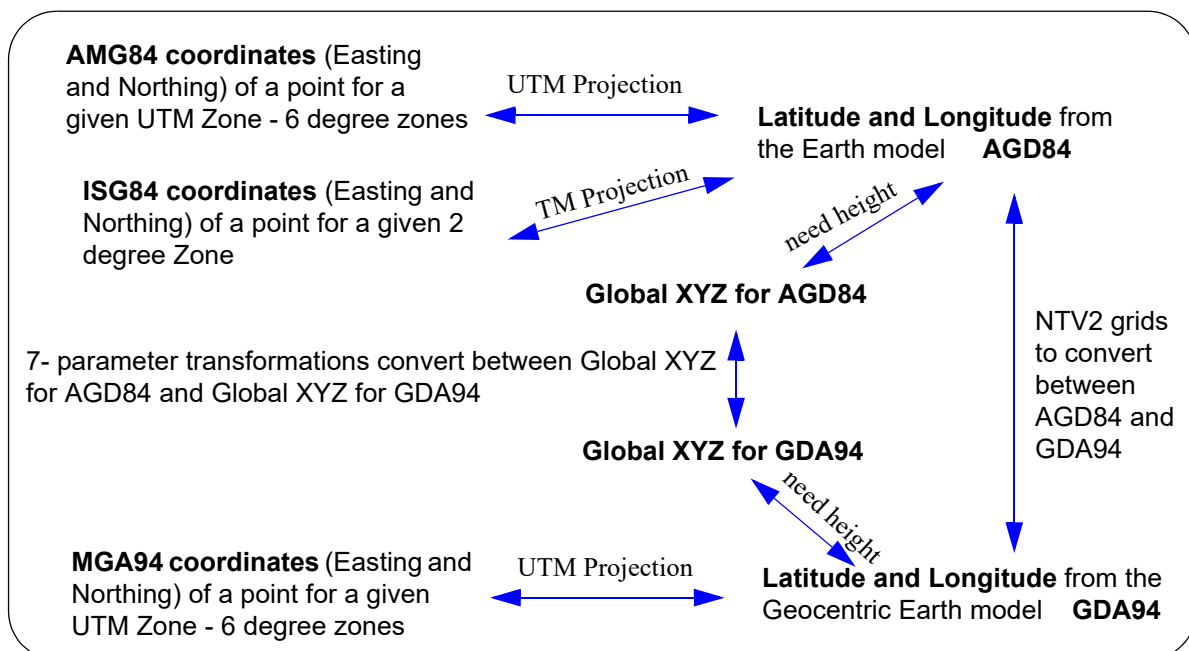 AMG84 coordinates (Easting
and Northing) of a point for a
given UTM Zone - 6 degree zones
UTM Projection
Latitude and Longitude from
the Earth model AGD84
ISG84 coordinates (Easting and
Northing) of a point for a given 2
degree Zone
TM Projection
need height
Global XYZ for AGD84
7- parameter transformations convert between Global XYZ
for AGD84 and Global XYZ for GDA94
NTV2 grids
to convert
between
AGD84 and
GDA94
Global XYZ for GDA94
need height
MGA94 coordinates (Easting and
Northing) of a point for a given
UTM Zone - 6 degree zones
UTM Projection
Latitude and Longitude from the
Geocentric Earth model GDA94